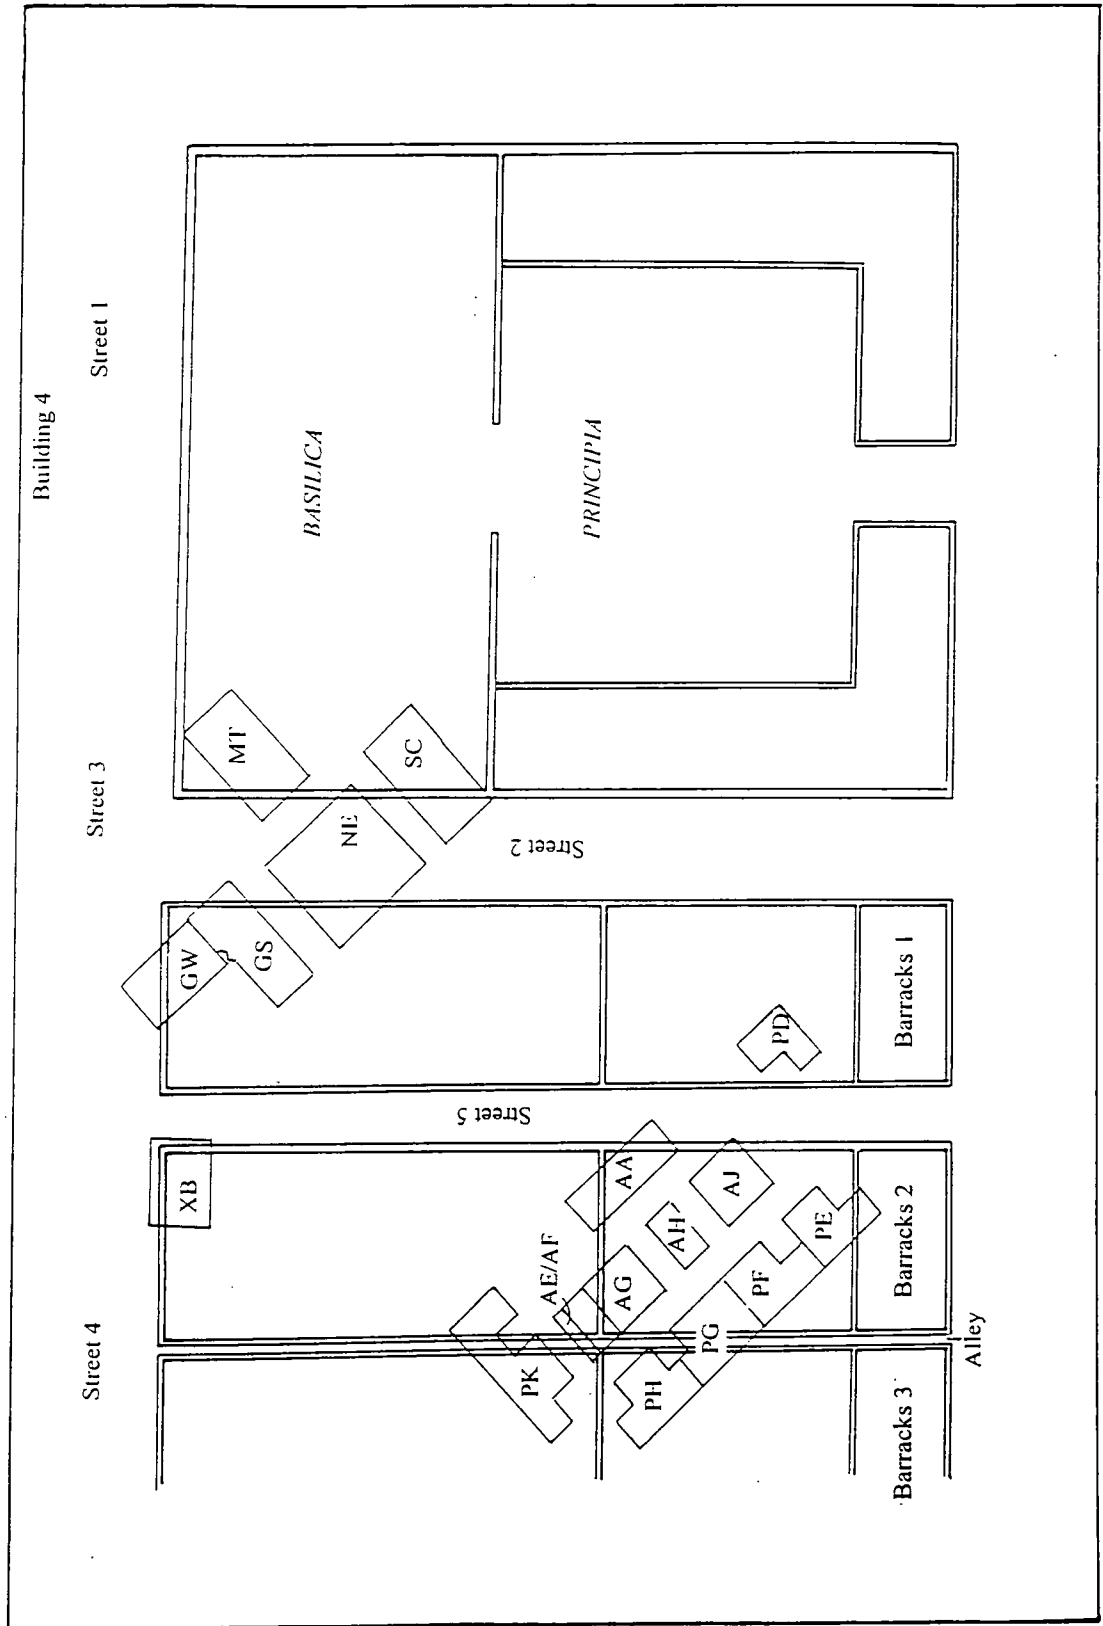 Building 4
Street 4
Street 3
Street 1
XB
GW
GS
MT
BASILICA
NE
SC
Street 5
Street 2
PK
AE/AF
AA
PRINCIPIA
PH
AG
AH
AJ
PG
PF
PE
PD
Barracks 3
Barracks 2
Barracks 1
Alley